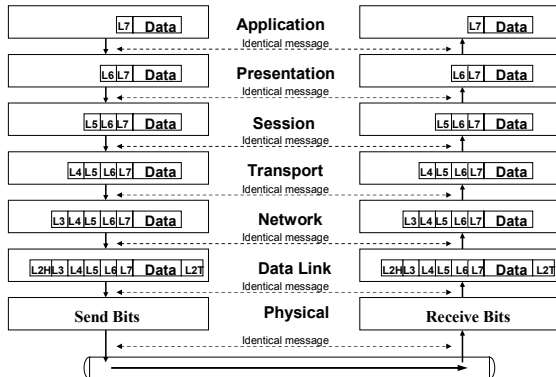 L7 Data Application L7 Data
Identical message
L6 L7 Data Presentation L6 L7 Data
Identical message
L5 L6 L7 Data Session L5 L6 L7 Data
Identical message
L4 L5 L6 L7 Data Transport L4 L5 L6 L7 Data
Identical message
L3 L4 L5 L6 L7 Data Network L3 L4 L5 L6 L7 Data
Identical message
L2H L3 L4 L5 L6 L7 Data L2T Data Link L2H L3 L4 L5 L6 L7 Data L2T
Identical message
Send Bits Physical Receive Bits
Identical message